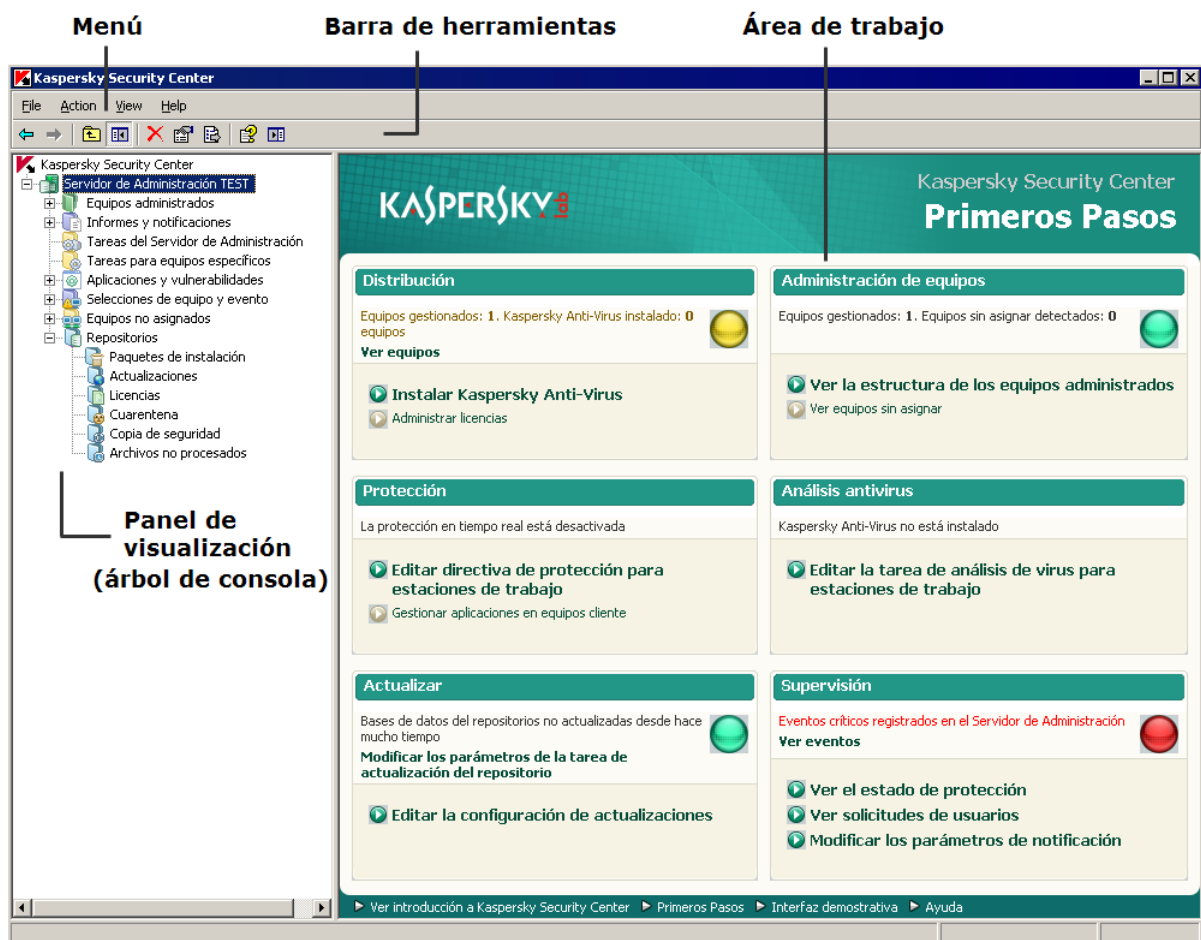 Menú
Barra de herramientas
Área de trabajo
Kaspersky Security Center
File Action View Help
Kaspersky Security Center
Servidor de Administración TEST
Equipos administrados
Informes y notificaciones
Tareas del Servidor de Administración
Tareas para equipos específicos
Aplicaciones y vulnerabilidades
Selecciones de equipo y evento
Equipos no asignados
Repositorios
Paquetes de instalación
Actualizaciones
Licencias
Cuarentena
Copia de seguridad
Archivos no procesados
Panel de
visualización
(árbol de consola)
KASPERSKY lab
Kaspersky Security Center
Primeros Pasos
Distribución
Equipos gestionados: 1. Kaspersky Anti-Virus instalado: 0
equipos
Ver equipos
Instalar Kaspersky Anti-Virus
Administrar licencias
Administración de equipos
Equipos gestionados: 1. Equipos sin asignar detectados: 0
Ver la estructura de los equipos administrados
Ver equipos sin asignar
Protección
La protección en tiempo real está desactivada
Editar directiva de protección para
estaciones de trabajo
Gestionar aplicaciones en equipos cliente
Análisis antivirus
Kaspersky Anti-Virus no está instalado
Editar la tarea de análisis de virus para
estaciones de trabajo
Actualizar
Bases de datos del repositorios no actualizadas desde hace
mucho tiempo
Modificar los parámetros de la tarea de
actualización del repositorio
Editar la configuración de actualizaciones
Supervisión
Eventos críticos registrados en el Servidor de Administración
Ver eventos
Ver el estado de protección
Ver solicitudes de usuarios
Modificar los parámetros de notificación
Ver introducción a Kaspersky Security Center Primeros Pasos Interfaz demostrativa Ayuda